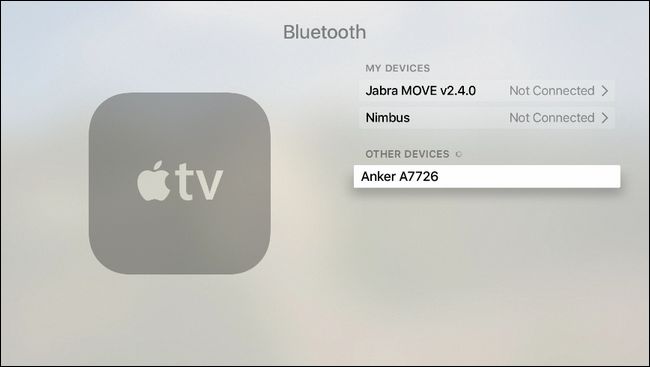 Bluetooth
tv
MY DEVICES
Jabra MOVE v2.4.0 Not Connected
Nimbus Not Connected
OTHER DEVICES
Anker A7726